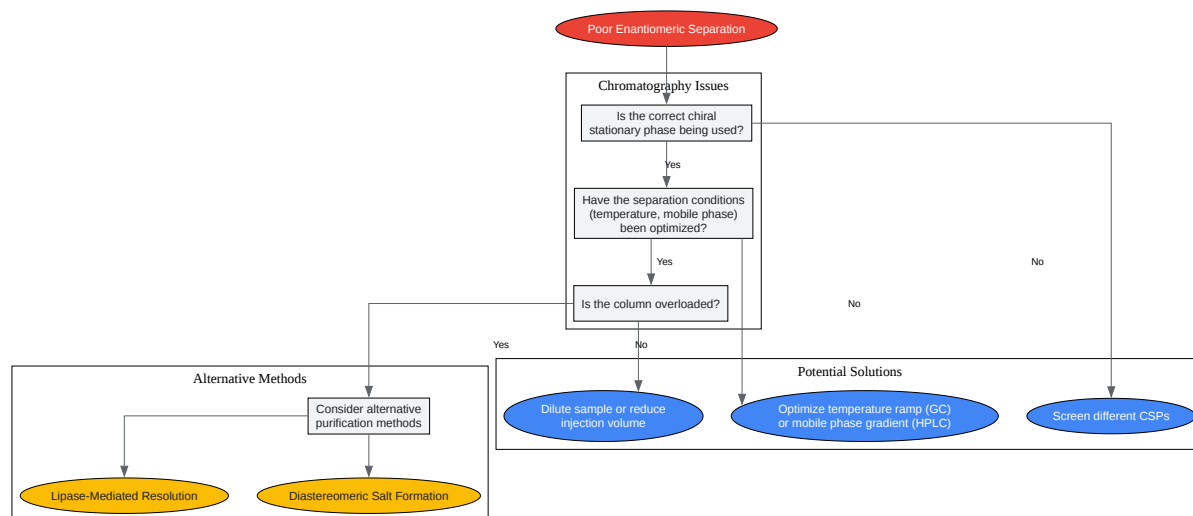 Poor Enantiomeric Separation
Chromatography Issues
Is the correct chiral
stationary phase being used?
Yes
Have the separation conditions
(temperature, mobile phase)
been optimized?
Yes
No
Is the column overloaded?
No
Yes
No
Alternative Methods
Potential Solutions
Consider alternative
purification methods
Dilute sample or reduce
injection volume
Optimize temperature ramp (GC)
or mobile phase gradient (HPLC)
Screen different CSPs
Lipase-Mediated Resolution
Diastereomeric Salt Formation